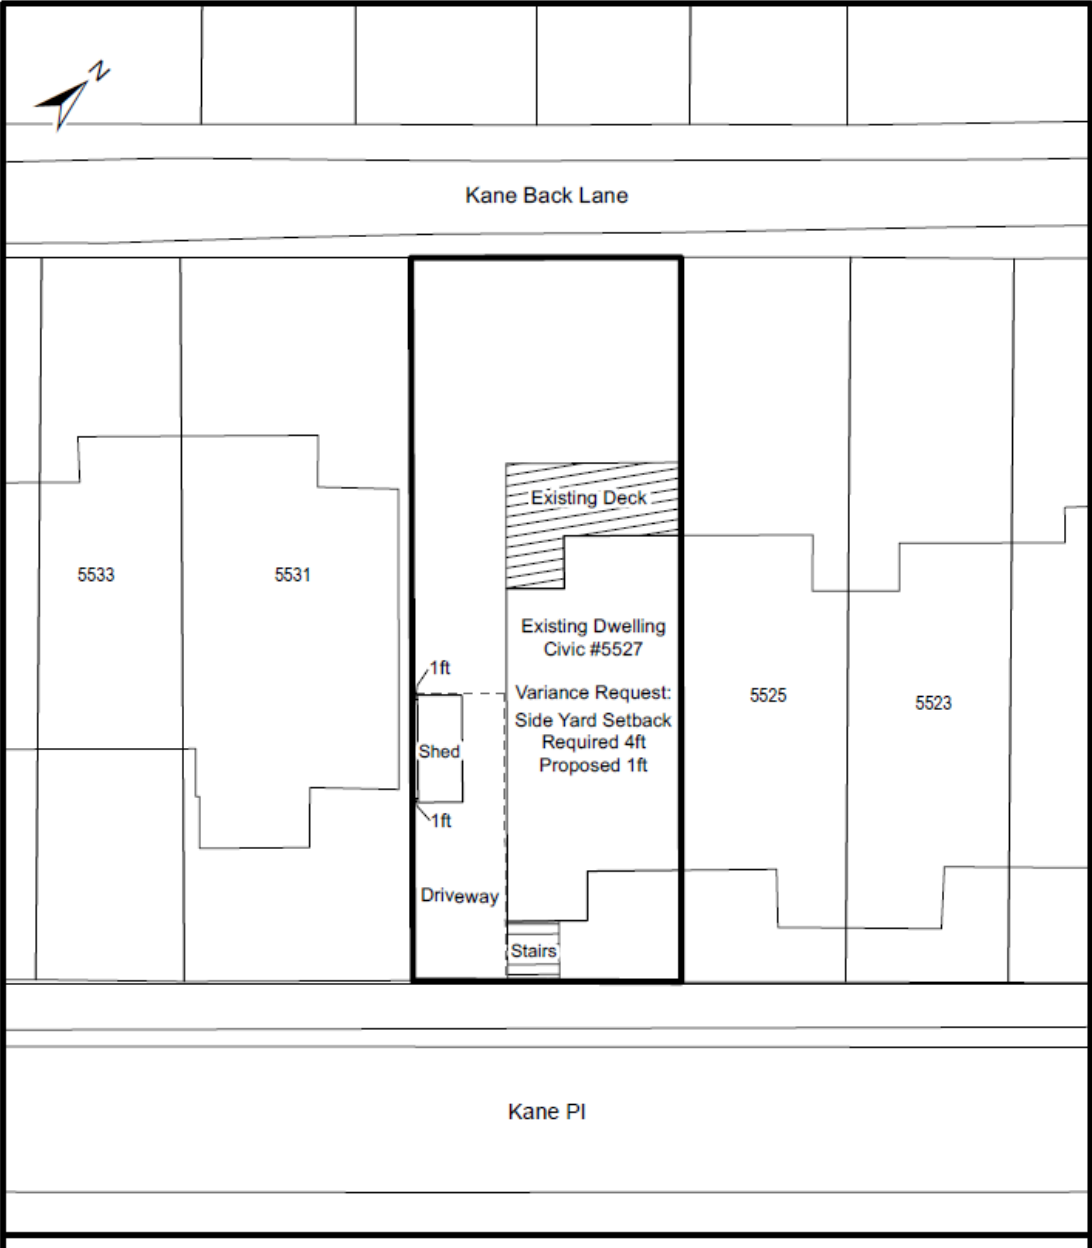 N
Kane Back Lane
Existing Deck
5533
5531
Existing Dwelling
Civic #5527
1ft
Variance Request:
Side Yard Setback
Required 4ft
Proposed 1ft
5525
5523
Shed
1ft
Driveway
Stairs
Kane Pl